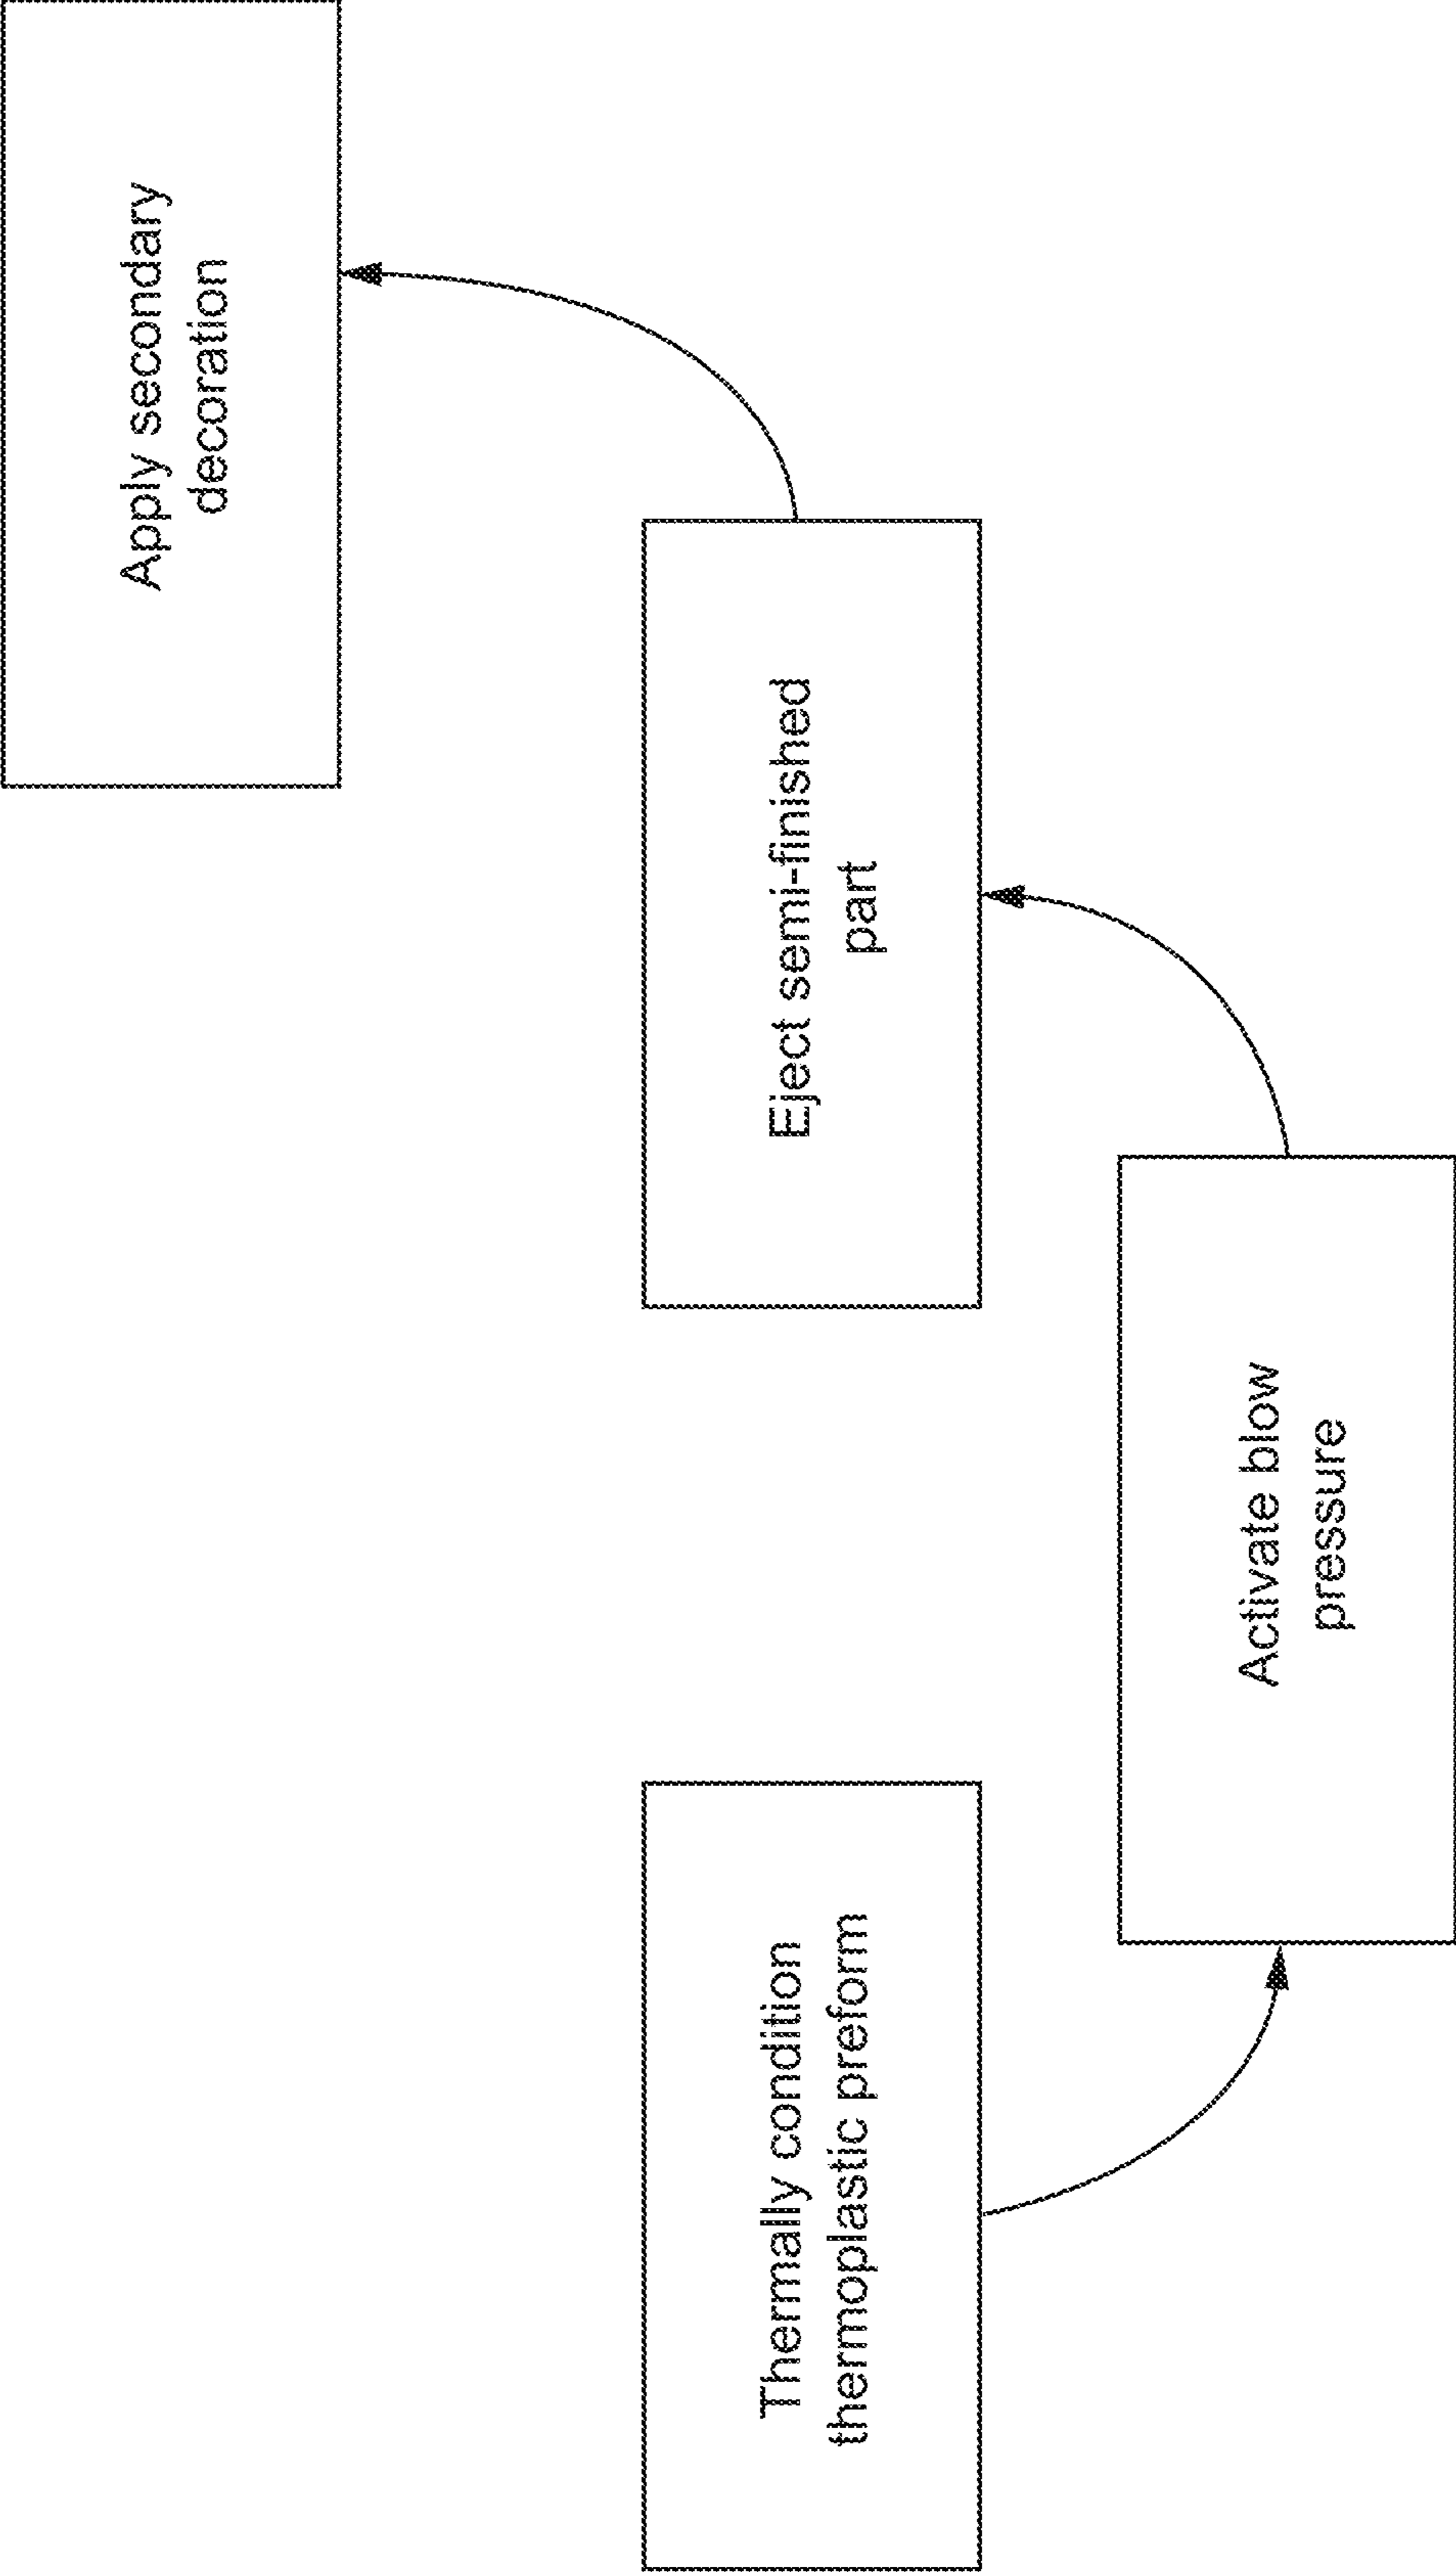 Thermally condition
thermoplastic preform
Activate blow
pressure
Eject semi-finished
part
Apply secondary
decoration